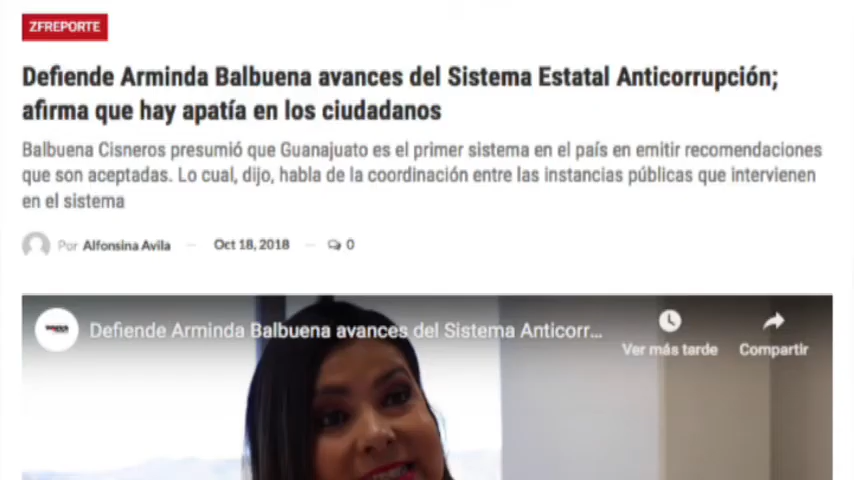 ZFREPORTE
Defiende Arminda Balbuena avances del Sistema Estatal Anticorrupción;
afirma que hay apatía en los ciudadanos
Balbuena Cisneros presumió que Guanajuato es el primer sistema en el país en emitir recomendaciones
que son aceptadas. Lo cual, dijo, habla de la coordinación entre las instancias públicas que intervienen
en el sistema
Por Alfonsina Avila — Oct 18, 2018 — 0
Defiende Arminda Balbuena avances del Sistema Anticorr...
Ver más tarde
Compartir